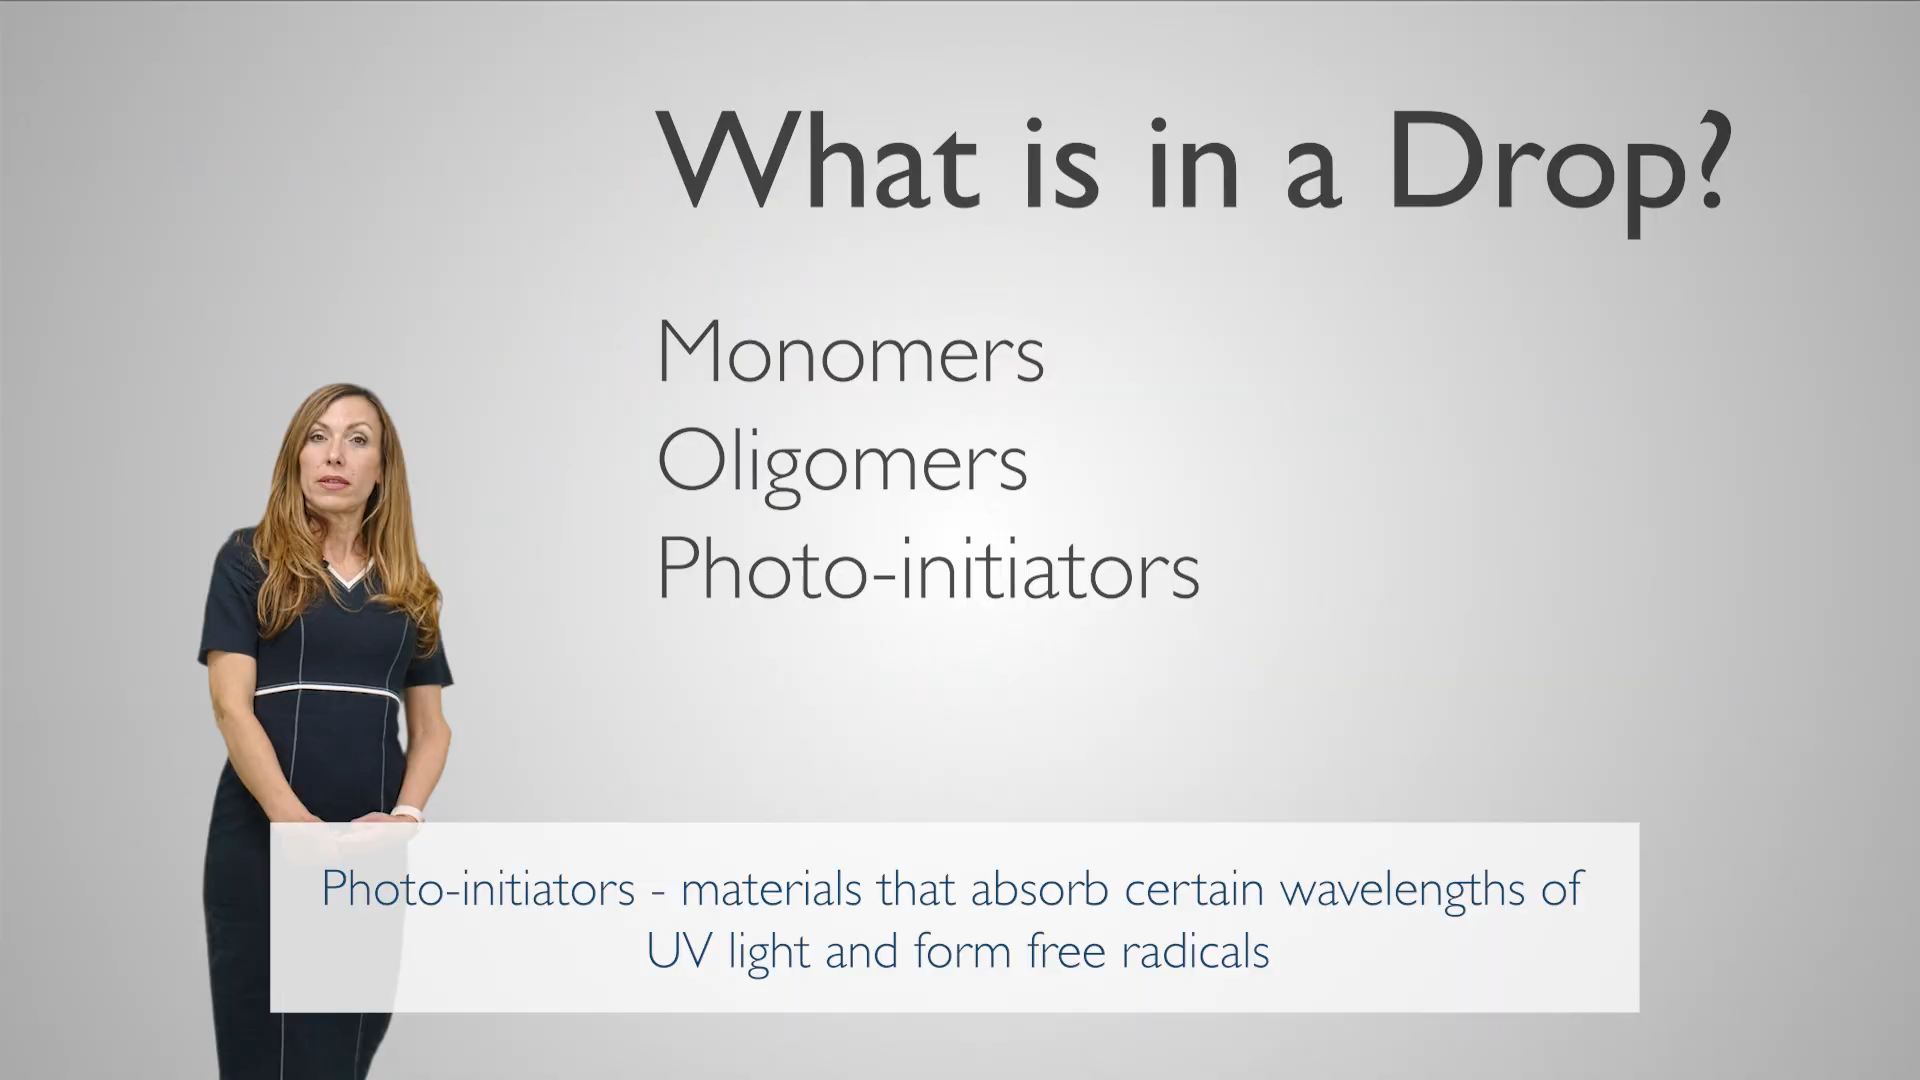 What is in a Drop?
Monomers
Oligomers
Photo-initiators
Photo-initiators - materials that absorb certain wavelengths of
UV light and form free radicals